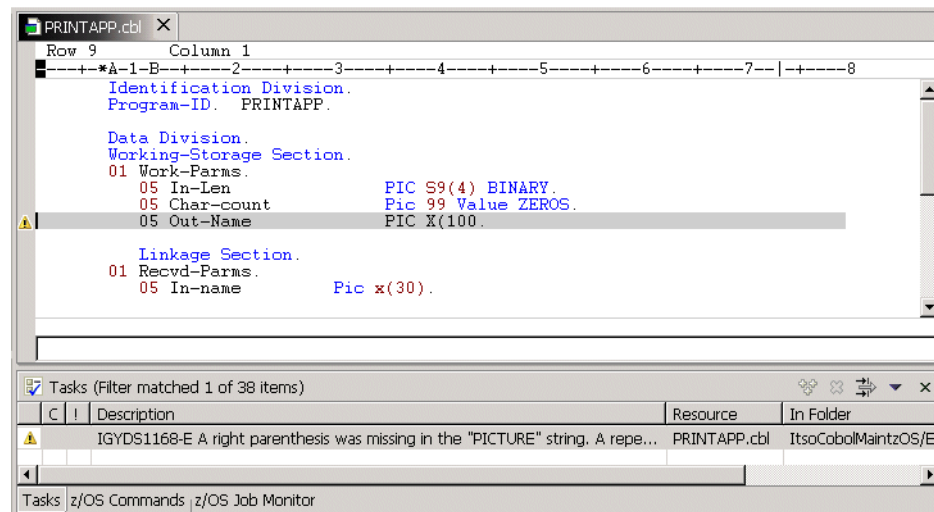 PRINTAPP.cbl
Row 9 Column 1
----+-*A-1-B--+----2----+----3----+----4----+----5----+----6----+----7--|-+----8
Identification Division.
Program-ID. PRINTAPP.
Data Division.
Working-Storage Section.
01 Work-Parms.
05 In-Len PIC S9(4) BINARY.
05 Char-count Pic 99 Value ZEROS.
05 Out-Name PIC X(100.
Linkage Section.
01 Recvd-Parms.
05 In-name Pic x(30).
Tasks (Filter matched 1 of 38 items)
C ! Description Resource In Folder
IGYDS1168-E A right parenthesis was missing in the "PICTURE" string. A repe... PRINTAPP.cbl ItsoCobolMaintzOS/E
Tasks z/OS Commands z/OS Job Monitor